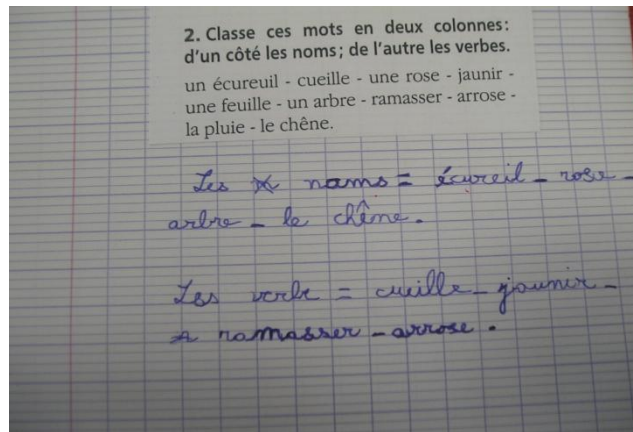 2. Classe ces mots en deux colonnes:
d'un côté les noms; de l'autre les verbes.
un écureuil - cueille - une rose - jaunir -
une feuille - un arbre - ramasser - arrose -
la pluie - le chêne.
Les noms = écureil - rose -
arbre - le chêne.
Les verbe = cueille - jaunir -
ramasser - arrose.